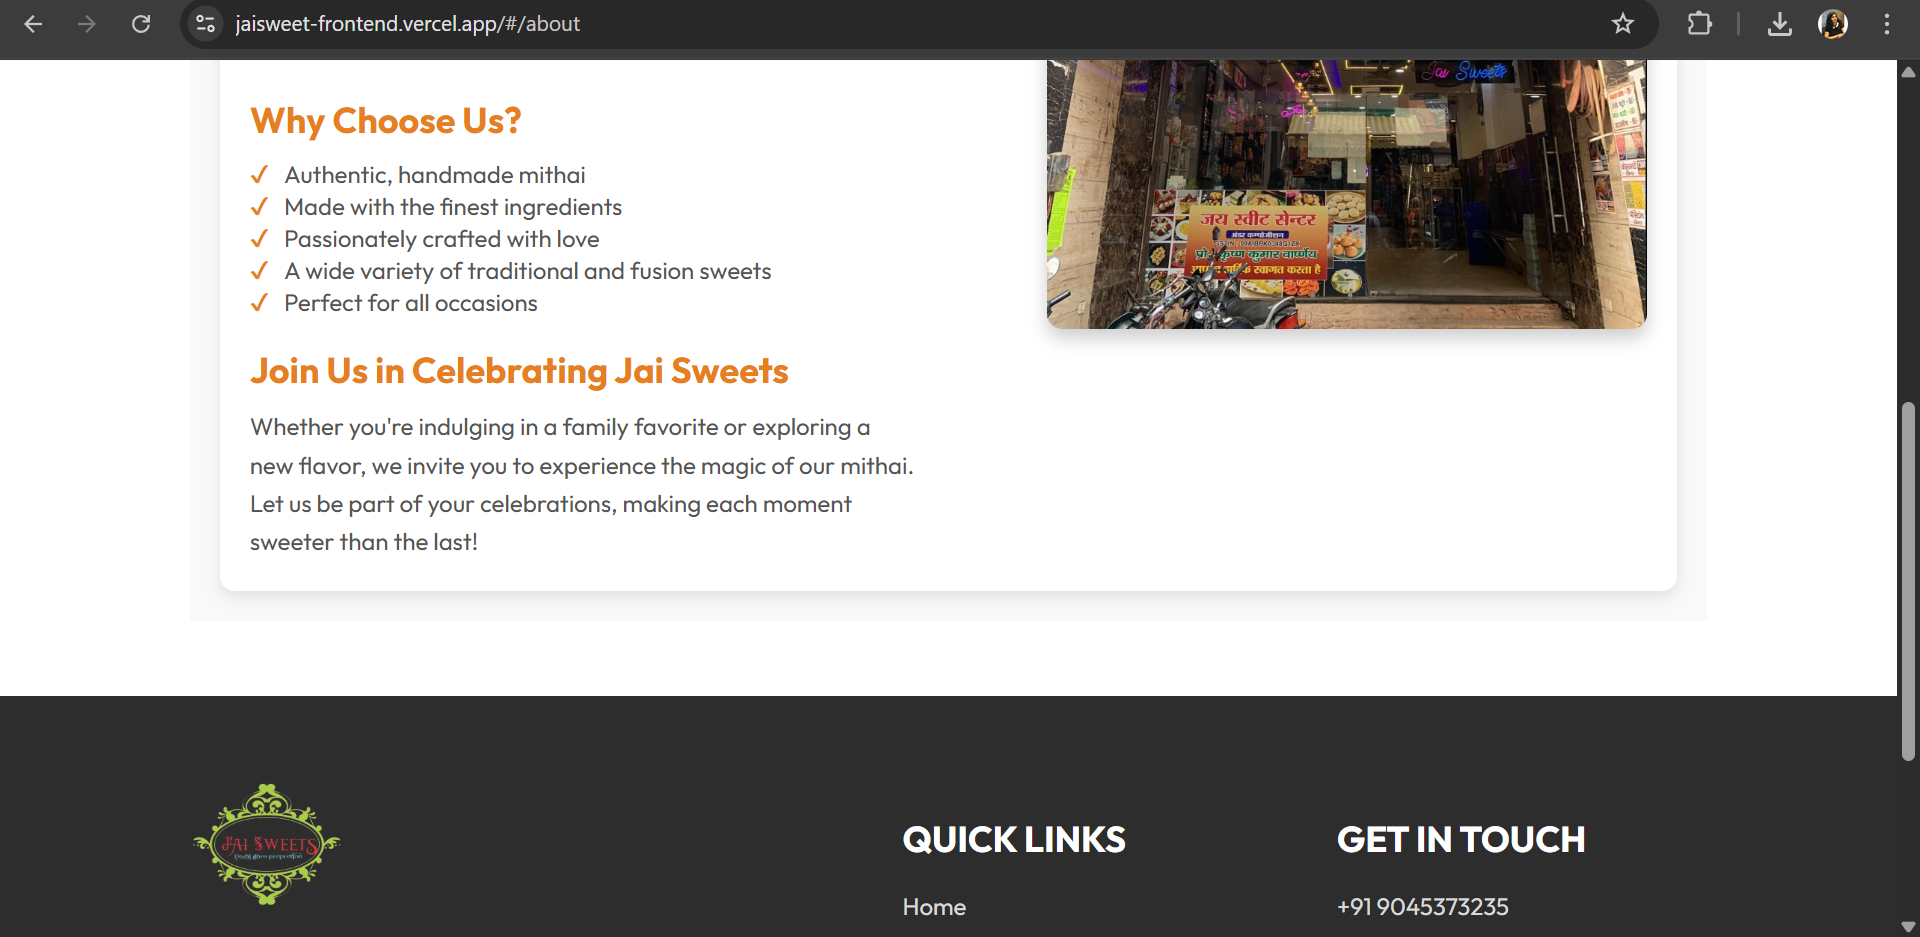 jaisweet-frontend.vercel.app/#/about
Why Choose Us?
✓ Authentic, handmade mithai
✓ Made with the finest ingredients
✓ Passionately crafted with love
✓ A wide variety of traditional and fusion sweets
✓ Perfect for all occasions
Jai Sweets
जय स्वीट सेन्टर
अंडर कम्पोजीशन
प्रो. कृष्ण कुमार वार्ष्णेय
स्वागत करता है
Join Us in Celebrating Jai Sweets
Whether you're indulging in a family favorite or exploring a
new flavor, we invite you to experience the magic of our mithai.
Let us be part of your celebrations, making each moment
sweeter than the last!
JAI SWEETS
QUICK LINKS
GET IN TOUCH
Home
+91 9045373235